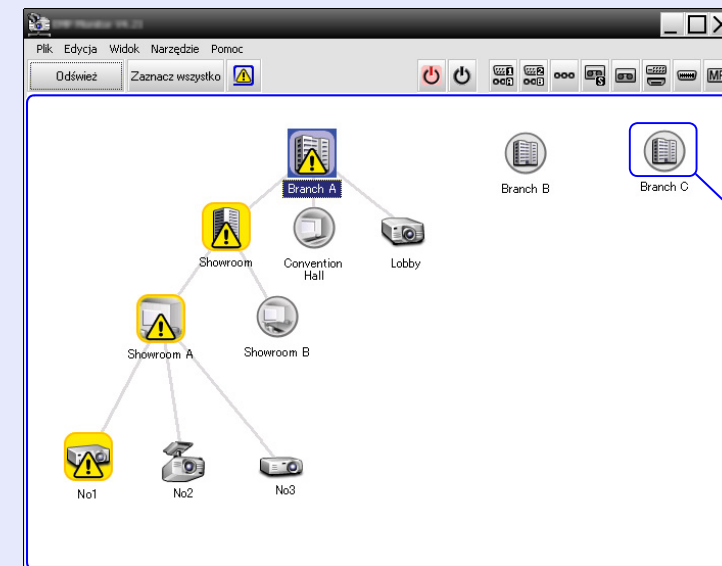 Plik Edycja Widok Narzędzie Pomoc
Odśwież Zaznacz wszystko
Branch A
Branch B
Branch C
Showroom
Convention
Hall
Lobby
Showroom A
Showroom B
No1
No2
No3